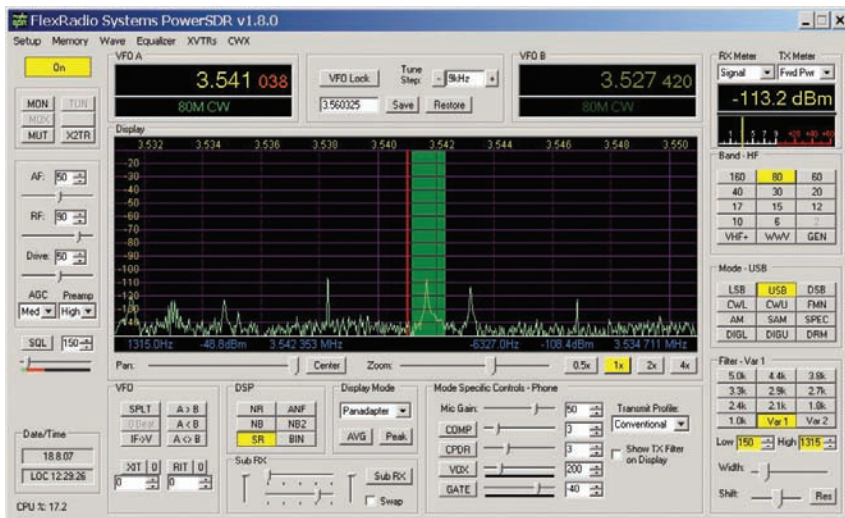 FlexRadio Systems PowerSDR v1.8.0
Setup Memory Wave Equalizer XVTRs CWX
On
MON TUN
MOX
MUT X2TR
AF: 50
RF: 90
Drive: 50
AGC Preamp
Med High
SQL 150
Date/Time
18.8.07
LOC 12:29:26
CPU %: 17.2
VFO A
3.541 038
80M CW
VFO Lock
Tune Step: - 9kHz +
3.560325 Save Restore
VFO B
3.527 420
80M CW
Display
3.532 3.534 3.536 3.538 3.540 3.542 3.544 3.546 3.548 3.550
-20
-30
-40
-50
-60
-70
-80
-90
-100
-110
-120
-130
-140
1315.0Hz -48.8dBm 3.542 353 MHz -6327.0Hz -108.4dBm 3.534 711 MHz
Pan: Center Zoom: 0.5x 1x 2x 4x
VFO
SPLT A > B
0 Beat A < B
IF->V A <> B
XIT 0 RIT 0
0 0
DSP
NR ANF
NB NB2
SR BIN
Display Mode
Panadapter
AVG Peak
Sub RX
Sub RX
Swap
Mode Specific Controls - Phone
Mic Gain: 50
COMP 3
CPDR 3
VOX 200
GATE -40
Transmit Profile:
Conventional
Show TX Filter on Display
RX Meter TX Meter
Signal Fwd Pwr
-113.2 dBm
1 3 5 7 9 +20 +40 +60
Band - HF
160 80 60
40 30 20
17 15 12
10 6 2
VHF+ WWV GEN
Mode - USB
LSB USB DSB
CWL CWU FMN
AM SAM SPEC
DIGL DIGU DRM
Filter - Var 1
5.0k 4.4k 3.8k
3.3k 2.9k 2.7k
2.4k 2.1k 1.8k
1.0k Var 1 Var 2
Low 150 High 1315
Width:
Shift: Res